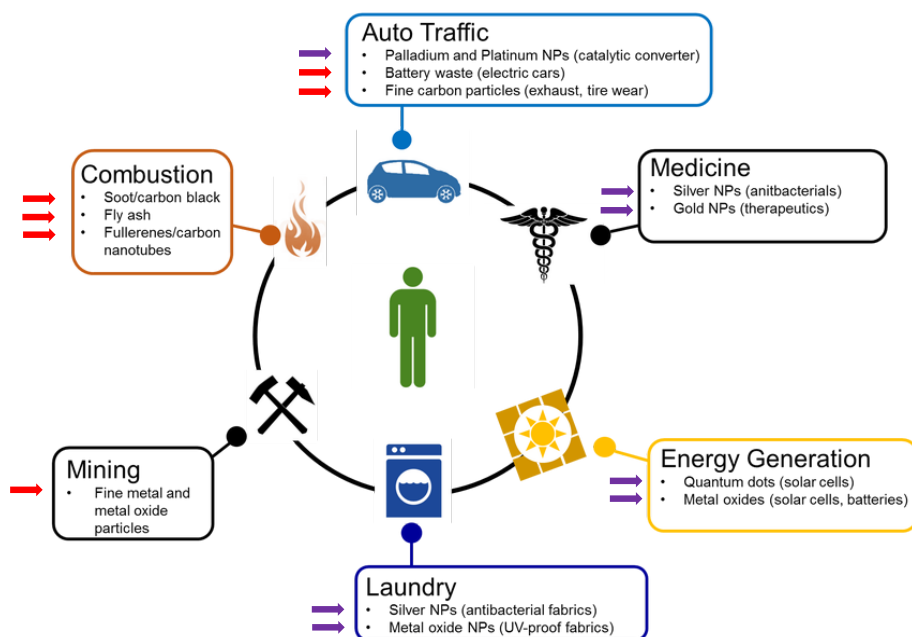 Auto Traffic
• Palladium and Platinum NPs (catalytic converter)
• Battery waste (electric cars)
• Fine carbon particles (exhaust, tire wear)
Combustion
• Soot/carbon black
• Fly ash
• Fullerenes/carbon
nanotubes
Medicine
• Silver NPs (anitbacterials)
• Gold NPs (therapeutics)
Mining
• Fine metal and
metal oxide
particles
Energy Generation
• Quantum dots (solar cells)
• Metal oxides (solar cells, batteries)
Laundry
• Silver NPs (antibacterial fabrics)
• Metal oxide NPs (UV-proof fabrics)